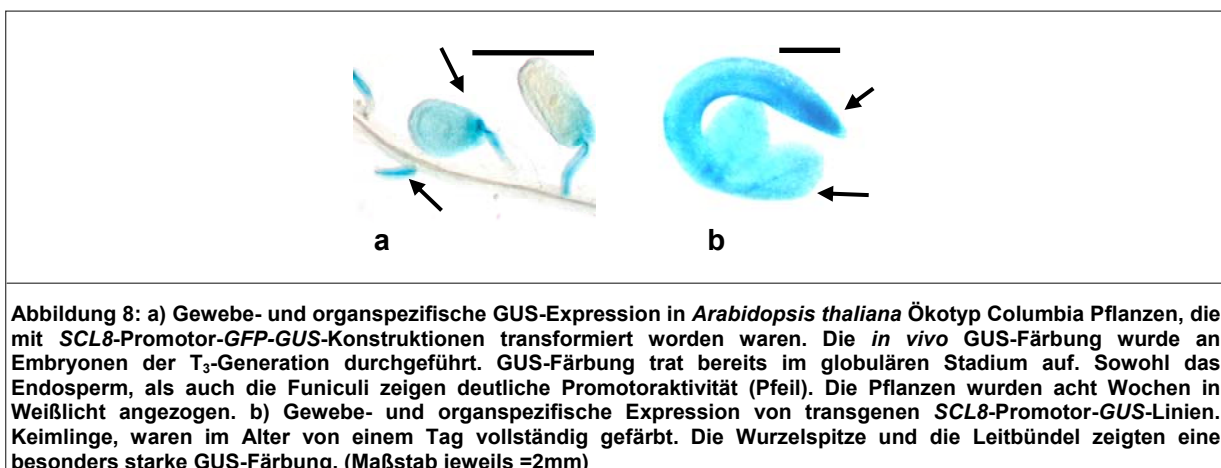 a b
Abbildung 8: a) Gewebe- und organspezifische GUS-Expression in Arabidopsis thaliana Ökotyp Columbia Pflanzen, die
mit SCL8-Promotor-GFP-GUS-Konstruktionen transformiert worden waren. Die in vivo GUS-Färbung wurde an
Embryonen der T₃-Generation durchgeführt. GUS-Färbung trat bereits im globulären Stadium auf. Sowohl das
Endosperm, als auch die Funiculi zeigen deutliche Promotoraktivität (Pfeil). Die Pflanzen wurden acht Wochen in
Weißlicht angezogen. b) Gewebe- und organspezifische Expression von transgenen SCL8-Promotor-GUS-Linien.
Keimlinge, waren im Alter von einem Tag vollständig gefärbt. Die Wurzelspitze und die Leitbündel zeigten eine
besonders starke GUS-Färbung. (Maßstab jeweils =2mm)